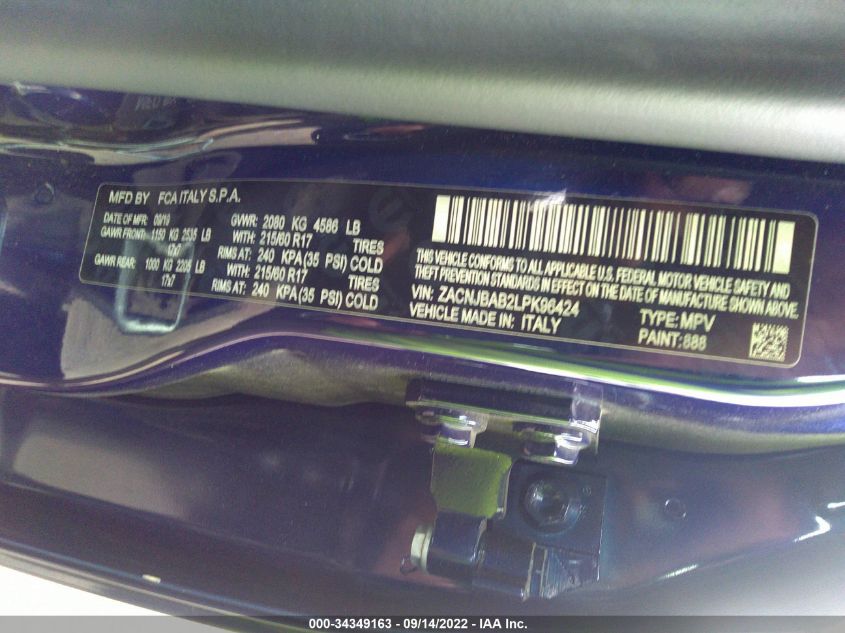 MFD BY FCA ITALY S.P.A.
DATE OF MFR 09/19 GVWR: 2080 KG 4586 LB
GAWR FRONT: 1150 KG 2535 LB WITH: 215/60 R17 TIRES
17x7 RIMS AT: 240 KPA (35 PSI) COLD
GAWR REAR: 1000 KG 2205 LB WITH: 215/60 R17 TIRES
17x7 RIMS AT: 240 KPA (35 PSI) COLD
THIS VEHICLE CONFORMS TO ALL APPLICABLE U.S. FEDERAL MOTOR VEHICLE SAFETY AND
THEFT PREVENTION STANDARDS IN EFFECT ON THE DATE OF MANUFACTURE SHOWN ABOVE.
VIN: ZACNJBAB2LPK96424 TYPE: MPV
VEHICLE MADE IN: ITALY PAINT: 888
000-34349163 - 09/14/2022 - IAA Inc.